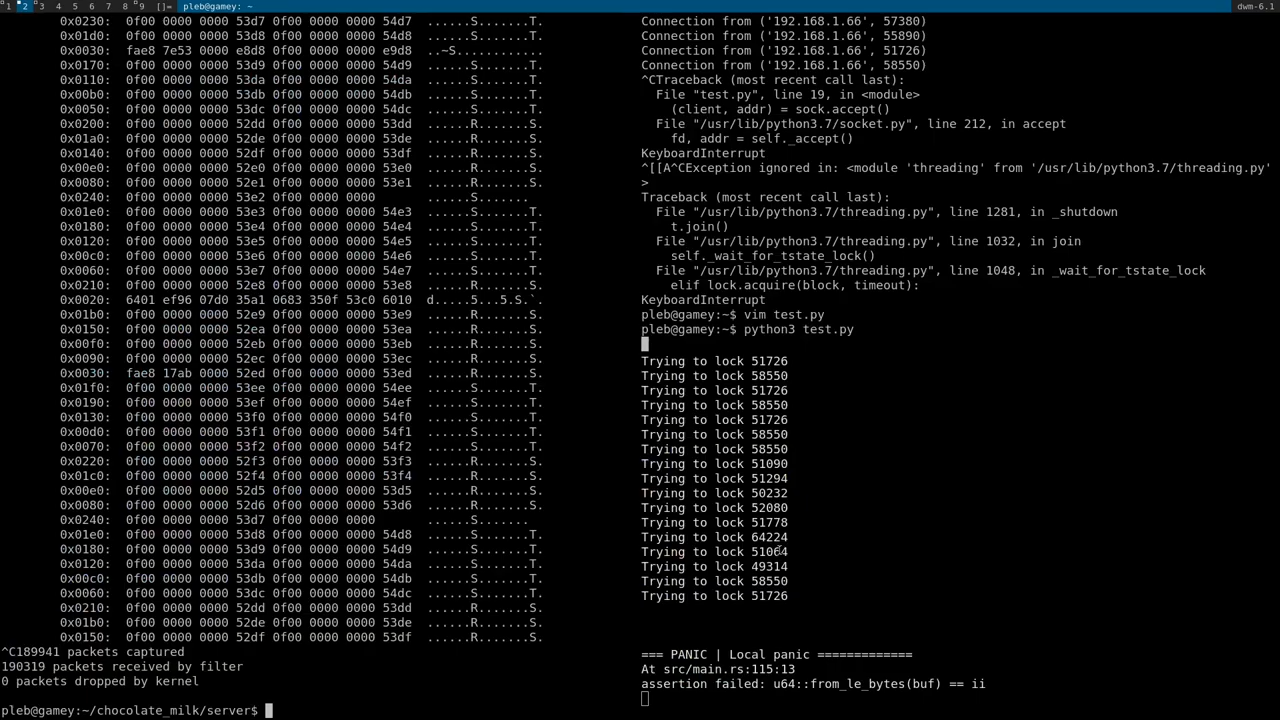 1 2 3 4 5 6 7 8 9 []= pleb@gamey: ~ dwm-6.1
0x0230: 0f00 0000 0000 53d7 0f00 0000 0000 54d7 ......S.......T.
0x01d0: 0f00 0000 0000 53d8 0f00 0000 0000 54d8 ......S.......T.
0x0030: fae8 7e53 0000 e8d8 0f00 0000 0000 e9d8 ..~S............
0x0170: 0f00 0000 0000 53d9 0f00 0000 0000 54d9 ......S.......T.
0x0110: 0f00 0000 0000 53da 0f00 0000 0000 54da ......S.......T.
0x00b0: 0f00 0000 0000 53db 0f00 0000 0000 54db ......S.......T.
0x0050: 0f00 0000 0000 53dc 0f00 0000 0000 54dc ......S.......T.
0x0200: 0f00 0000 0000 52dd 0f00 0000 0000 53dd ......R.......S.
0x01a0: 0f00 0000 0000 52de 0f00 0000 0000 53de ......R.......S.
0x0140: 0f00 0000 0000 52df 0f00 0000 0000 53df ......R.......S.
0x00e0: 0f00 0000 0000 52e0 0f00 0000 0000 53e0 ......R.......S.
0x0080: 0f00 0000 0000 52e1 0f00 0000 0000 53e1 ......R.......S.
0x0240: 0f00 0000 0000 53e2 0f00 0000 0000 ......S.......
0x01e0: 0f00 0000 0000 53e3 0f00 0000 0000 54e3 ......S.......T.
0x0180: 0f00 0000 0000 53e4 0f00 0000 0000 54e4 ......S.......T.
0x0120: 0f00 0000 0000 53e5 0f00 0000 0000 54e5 ......S.......T.
0x00c0: 0f00 0000 0000 53e6 0f00 0000 0000 54e6 ......S.......T.
0x0060: 0f00 0000 0000 53e7 0f00 0000 0000 54e7 ......S.......T.
0x0210: 0f00 0000 0000 52e8 0f00 0000 0000 53e8 ......R.......S.
0x0020: 6401 ef96 07d0 35a1 0683 350f 53c0 6010 d.....5...5.S.`.
0x01b0: 0f00 0000 0000 52e9 0f00 0000 0000 53e9 ......R.......S.
0x0150: 0f00 0000 0000 52ea 0f00 0000 0000 53ea ......R.......S.
0x00f0: 0f00 0000 0000 52eb 0f00 0000 0000 53eb ......R.......S.
0x0090: 0f00 0000 0000 52ec 0f00 0000 0000 53ec ......R.......S.
0x0030: fae8 17ab 0000 52ed 0f00 0000 0000 53ed ......R.......S.
0x01f0: 0f00 0000 0000 53ee 0f00 0000 0000 54ee ......S.......T.
0x0190: 0f00 0000 0000 53ef 0f00 0000 0000 54ef ......S.......T.
0x0130: 0f00 0000 0000 53f0 0f00 0000 0000 54f0 ......S.......T.
0x00d0: 0f00 0000 0000 53f1 0f00 0000 0000 54f1 ......S.......T.
0x0070: 0f00 0000 0000 53f2 0f00 0000 0000 54f2 ......S.......T.
0x0220: 0f00 0000 0000 52f3 0f00 0000 0000 53f3 ......R.......S.
0x01c0: 0f00 0000 0000 52f4 0f00 0000 0000 53f4 ......R.......S.
0x00e0: 0f00 0000 0000 52d5 0f00 0000 0000 53d5 ......R.......S.
0x0080: 0f00 0000 0000 52d6 0f00 0000 0000 53d6 ......R.......S.
0x0240: 0f00 0000 0000 53d7 0f00 0000 0000 ......S.......
0x01e0: 0f00 0000 0000 53d8 0f00 0000 0000 54d8 ......S.......T.
0x0180: 0f00 0000 0000 53d9 0f00 0000 0000 54d9 ......S.......T.
0x0120: 0f00 0000 0000 53da 0f00 0000 0000 54da ......S.......T.
0x00c0: 0f00 0000 0000 53db 0f00 0000 0000 54db ......S.......T.
0x0060: 0f00 0000 0000 53dc 0f00 0000 0000 54dc ......S.......T.
0x0210: 0f00 0000 0000 52dd 0f00 0000 0000 53dd ......R.......S.
0x01b0: 0f00 0000 0000 52de 0f00 0000 0000 53de ......R.......S.
0x0150: 0f00 0000 0000 52df 0f00 0000 0000 53df ......R.......S.
^C189941 packets captured
190319 packets received by filter
0 packets dropped by kernel
pleb@gamey:~/chocolate_milk/server$
Connection from ('192.168.1.66', 57380)
Connection from ('192.168.1.66', 55890)
Connection from ('192.168.1.66', 51726)
Connection from ('192.168.1.66', 58550)
^CTraceback (most recent call last):
File "test.py", line 19, in <module>
(client, addr) = sock.accept()
File "/usr/lib/python3.7/socket.py", line 212, in accept
fd, addr = self._accept()
KeyboardInterrupt
^[[A^CException ignored in: <module 'threading' from '/usr/lib/python3.7/threading.py'
>
Traceback (most recent call last):
File "/usr/lib/python3.7/threading.py", line 1281, in _shutdown
t.join()
File "/usr/lib/python3.7/threading.py", line 1032, in join
self._wait_for_tstate_lock()
File "/usr/lib/python3.7/threading.py", line 1048, in _wait_for_tstate_lock
elif lock.acquire(block, timeout):
KeyboardInterrupt
pleb@gamey:~$ vim test.py
pleb@gamey:~$ python3 test.py
Trying to lock 51726
Trying to lock 58550
Trying to lock 51726
Trying to lock 58550
Trying to lock 51726
Trying to lock 58550
Trying to lock 58550
Trying to lock 51090
Trying to lock 51294
Trying to lock 50232
Trying to lock 52080
Trying to lock 51778
Trying to lock 64224
Trying to lock 51064
Trying to lock 49314
Trying to lock 58550
Trying to lock 51726
=== PANIC | Local panic =============
At src/main.rs:115:13
assertion failed: u64::from_le_bytes(buf) == ii